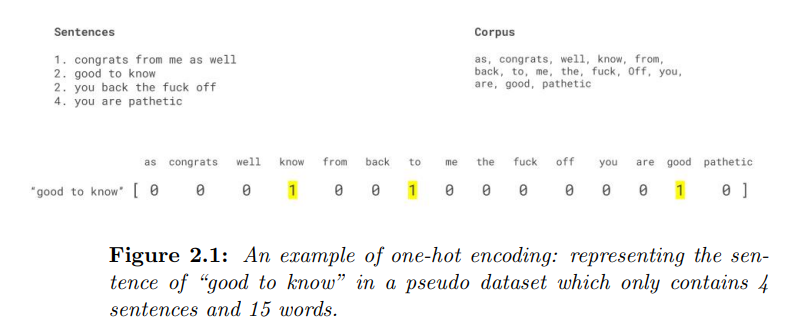 Sentences
1. congrats from me as well
2. good to know
2. you back the fuck off
4. you are pathetic
Corpus
as, congrats, well, know, from,
back, to, me, the, fuck, Off, you,
are, good, pathetic
as congrats well know from back to me the fuck off you are good pathetic
"good to know" [ 0 0 0 1 0 0 1 0 0 0 0 0 0 1 0 ]
Figure 2.1: An example of one-hot encoding: representing the sen-
tence of “good to know” in a pseudo dataset which only contains 4
sentences and 15 words.